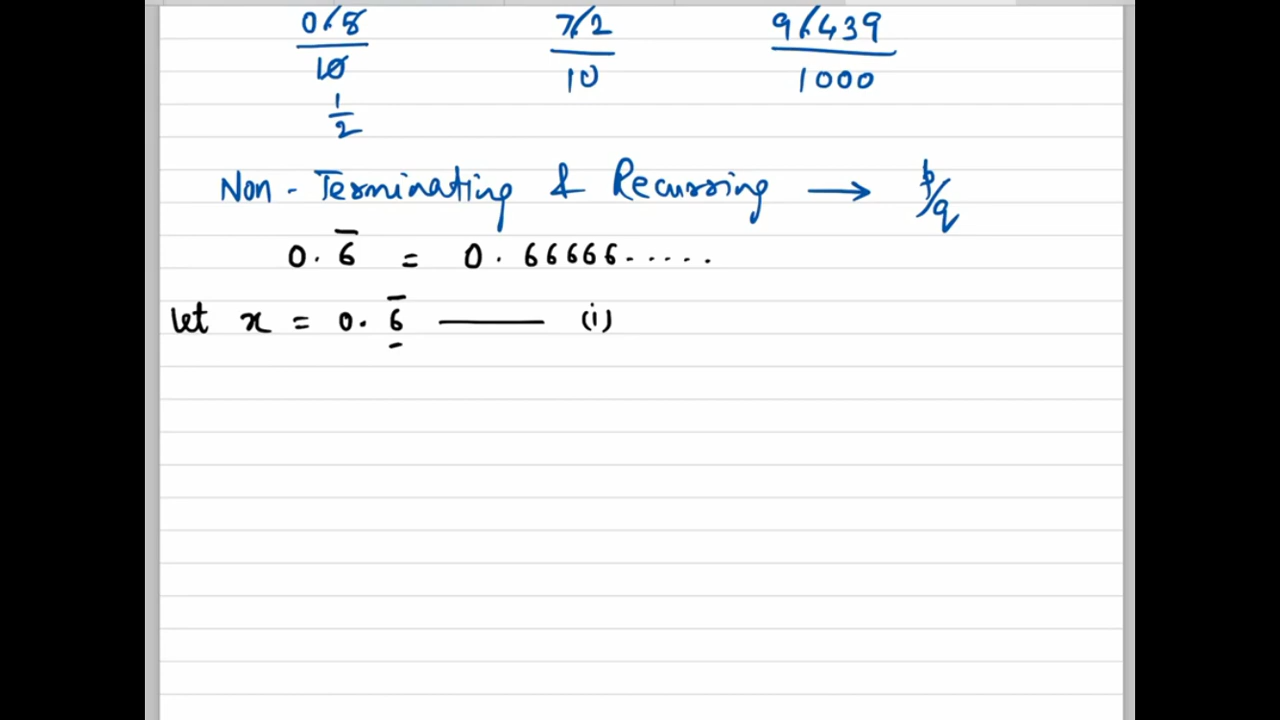 0.5 7.2 9.439
10 10 1000
1
2
Non - Terminating & Recurring → p/q
0.6̅ = 0.66666.....
Let x = 0.6̅ ——— (i)